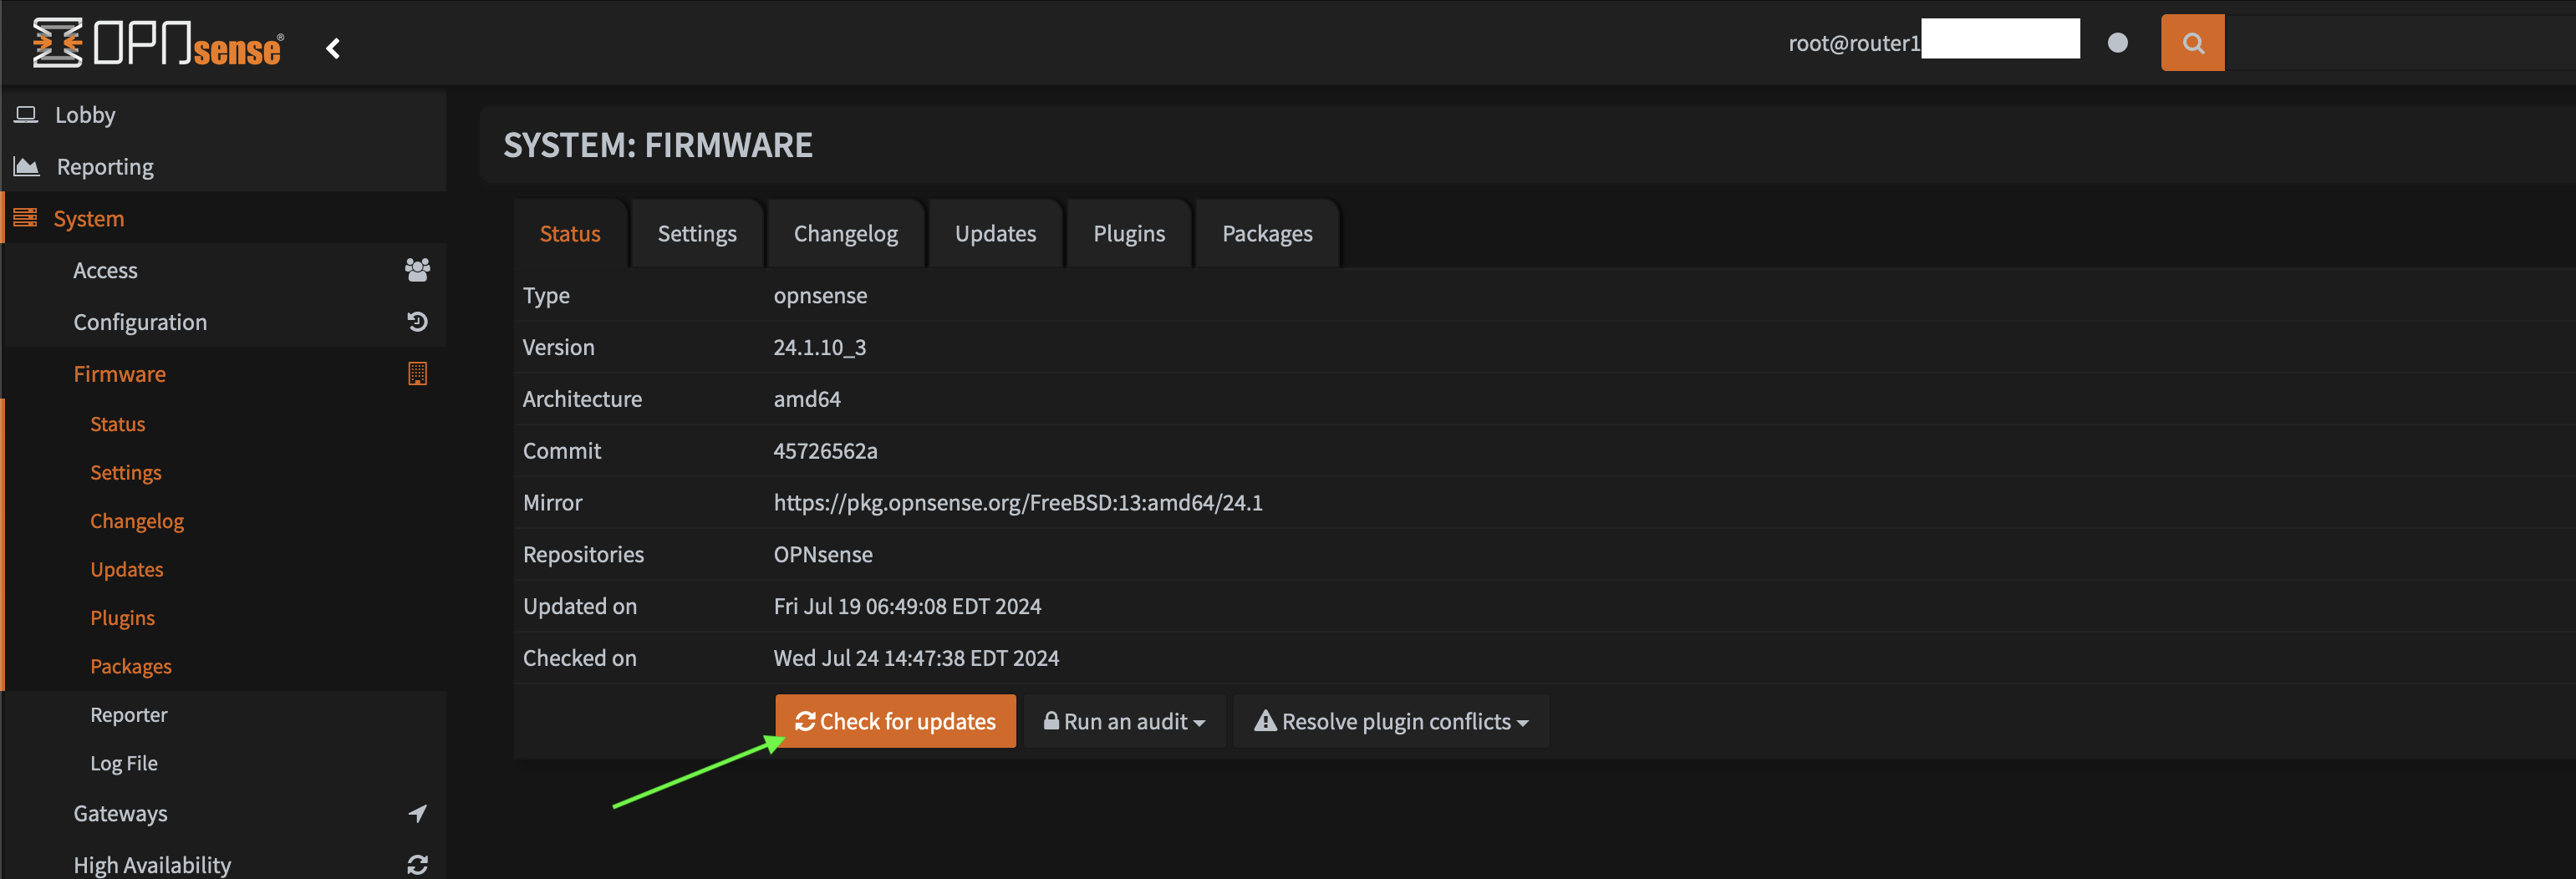 OPNsense®
root@router1
Lobby
Reporting
System
Access
Configuration
Firmware
Status
Settings
Changelog
Updates
Plugins
Packages
Reporter
Log File
Gateways
High Availability
SYSTEM: FIRMWARE
Status Settings Changelog Updates Plugins Packages
Type opnsense
Version 24.1.10_3
Architecture amd64
Commit 45726562a
Mirror https://pkg.opnsense.org/FreeBSD:13:amd64/24.1
Repositories OPNsense
Updated on Fri Jul 19 06:49:08 EDT 2024
Checked on Wed Jul 24 14:47:38 EDT 2024
Check for updates Run an audit Resolve plugin conflicts